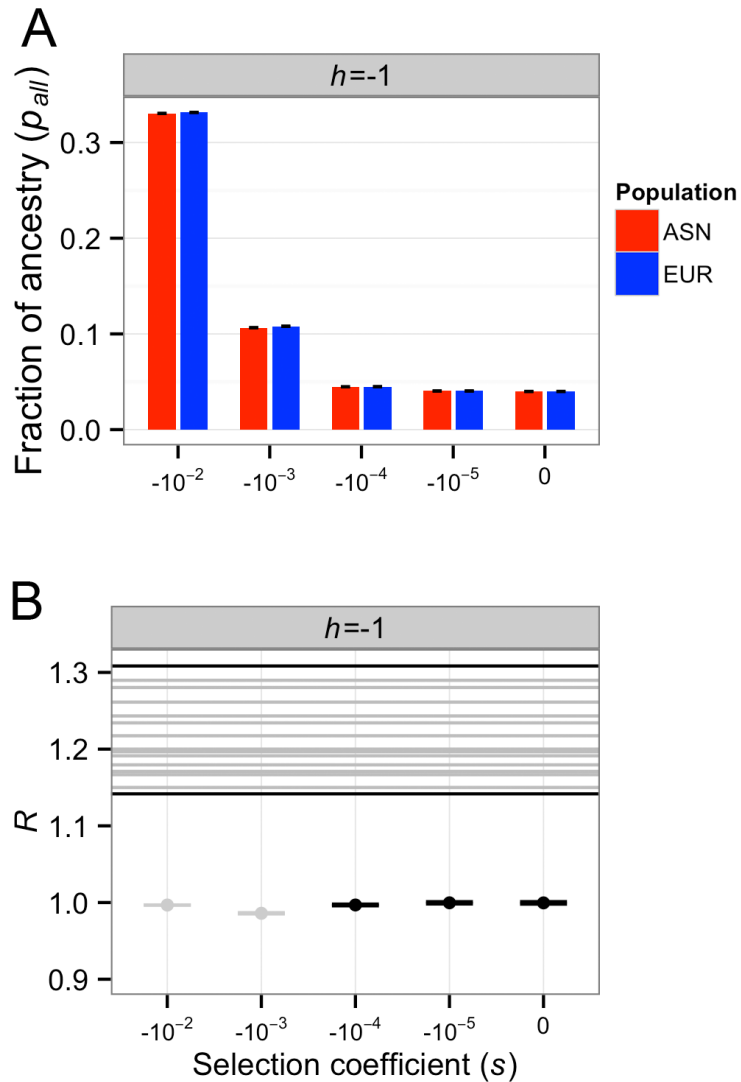 A
h=-1
Fraction of ancestry (p_all)
0.3
0.2
0.1
0.0
-10⁻² -10⁻³ -10⁻⁴ -10⁻⁵ 0
Population
ASN
EUR
B
h=-1
R
1.3
1.2
1.1
1.0
0.9
-10⁻² -10⁻³ -10⁻⁴ -10⁻⁵ 0
Selection coefficient (s)